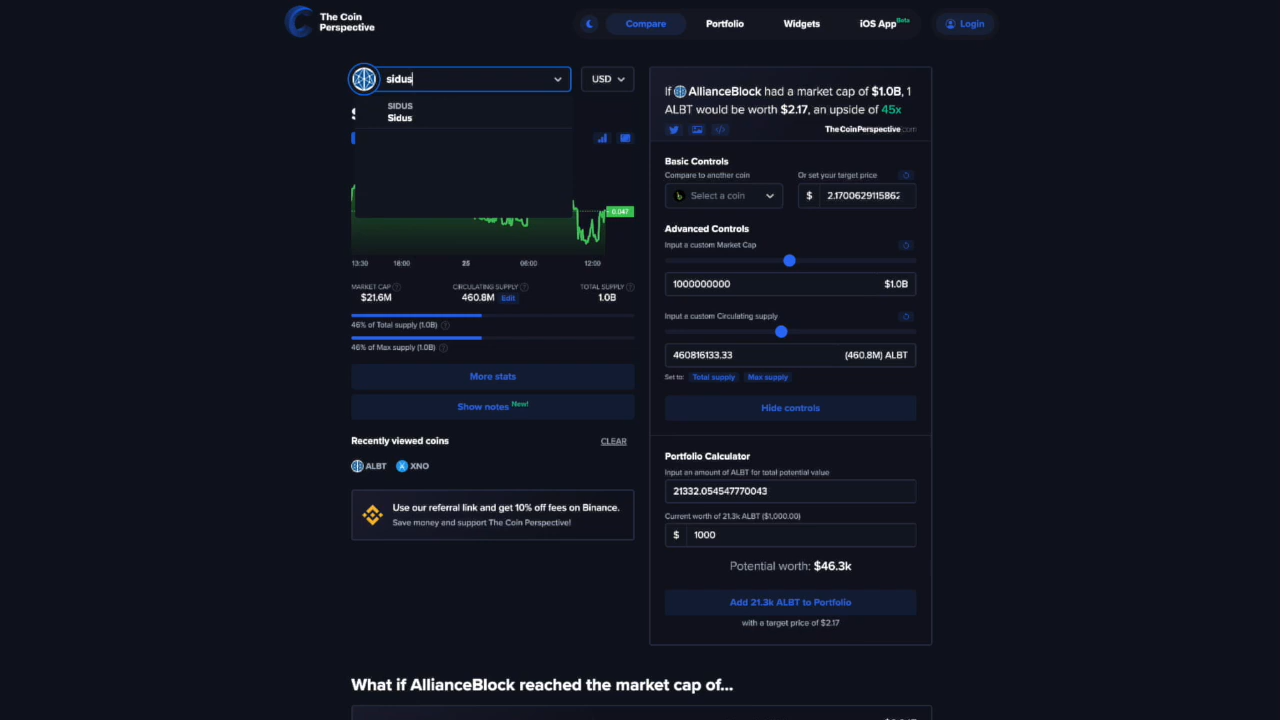 The Coin
Perspective
Compare
Portfolio
Widgets
iOS App Beta
Login
sidus
USD
SIDUS
Sidus
0.047
13:30 18:00 25 06:00 12:00
MARKET CAP ?
$21.6M
CIRCULATING SUPPLY ?
460.8M Edit
TOTAL SUPPLY ?
1.0B
46% of Total supply (1.0B) ?
46% of Max supply (1.0B) ?
More stats
Show notes New!
Recently viewed coins
CLEAR
ALBT XNO
Use our referral link and get 10% off fees on Binance.
Save money and support The Coin Perspective!
If AllianceBlock had a market cap of $1.0B, 1
ALBT would be worth $2.17, an upside of 45x
TheCoinPerspective.com
Basic Controls
Compare to another coin
Select a coin
Or set your target price
$ 2.1700629115862
Advanced Controls
Input a custom Market Cap
1000000000 $1.0B
Input a custom Circulating supply
460816133.33 (460.8M) ALBT
Set to: Total supply Max supply
Hide controls
Portfolio Calculator
Input an amount of ALBT for total potential value
21332.054547770043
Current worth of 21.3k ALBT ($1,000.00)
$ 1000
Potential worth: $46.3k
Add 21.3k ALBT to Portfolio
with a target price of $2.17
What if AllianceBlock reached the market cap of...